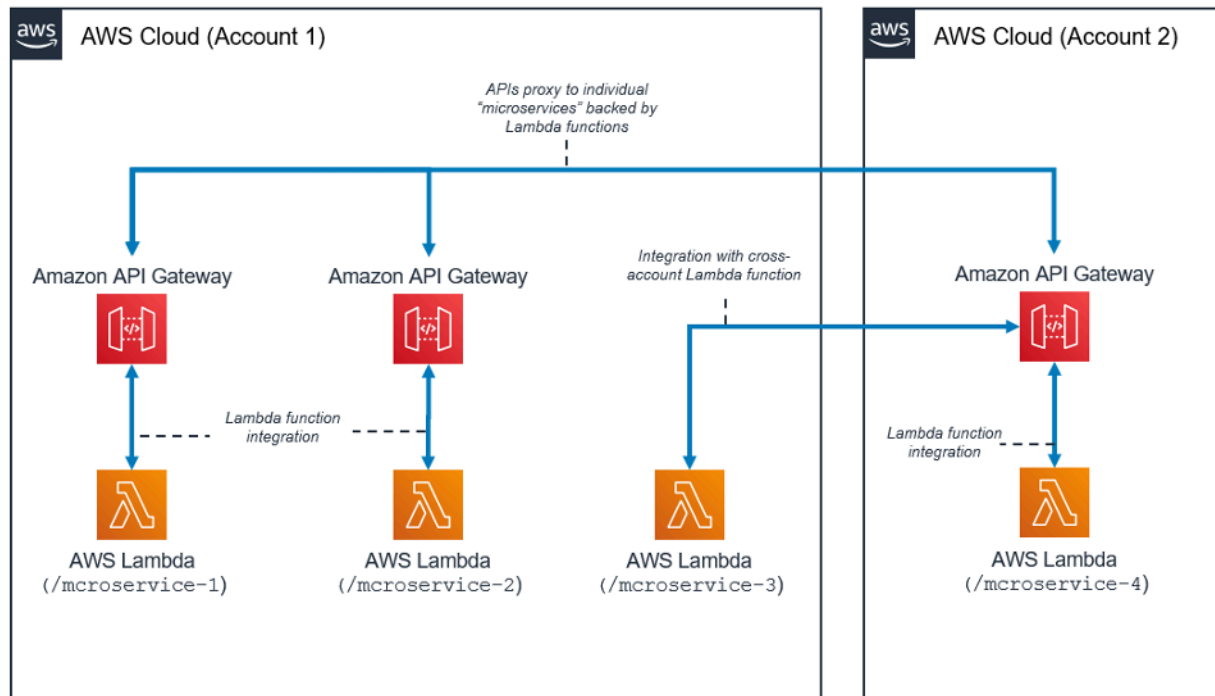 aws
AWS Cloud (Account 1)
aws
AWS Cloud (Account 2)
APIs proxy to individual
“microservices” backed by
Lambda functions
Amazon API Gateway
Amazon API Gateway
Integration with cross-
account Lambda function
Amazon API Gateway
Lambda function
integration
Lambda function
integration
AWS Lambda
(/mcroservice-1)
AWS Lambda
(/mcroservice-2)
AWS Lambda
(/mcroservice-3)
AWS Lambda
(/mcroservice-4)